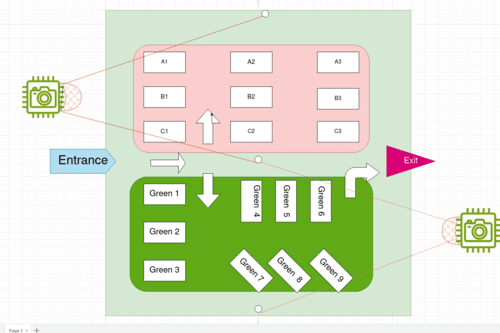 A1
A2
A3
B1
B2
B3
C1
C2
C3
Entrance
Exit
Green 1
Green 2
Green 3
Green 4
Green 5
Green 6
Green 7
Green 8
Green 9
Page 1